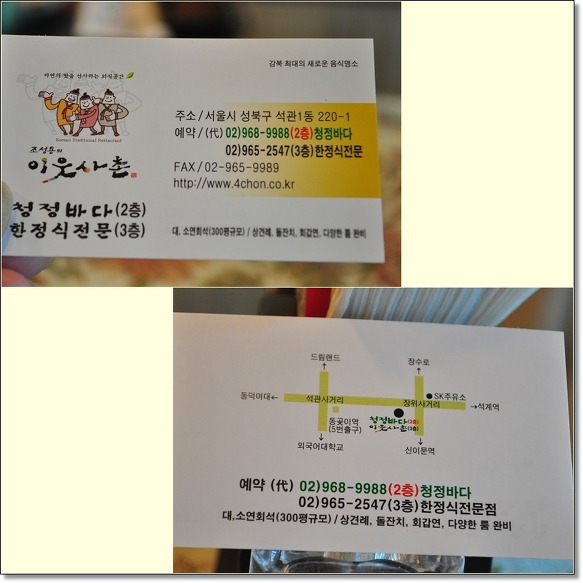 강북 최대의 새로운 음식명소
자연의 맛을 선사하는 외식공간
Korean Traditional Restaurant
조성용의
이웃사촌
청정바다(2층)
한정식전문(3층)
주소/서울시 성북구 석관1동 220-1
예약/(代) 02)968-9988(2층)청정바다
02)965-2547(3층)한정식전문
FAX/02-965-9989
http://www.4chon.co.kr
대, 소연회석(300평규모)/상견례, 돌잔치, 회갑연, 다양한 룸 완비
드림랜드
장수로
동덕여대
석관사거리
장위사거리
SK주유소
석계역
돌곶이역
(5번출구)
청정바다(2층)
이웃사촌(3층)
외국어대학교
신이문역
예약 (代) 02)968-9988(2층)청정바다
02)965-2547(3층)한정식전문점
대,소연회석(300평규모)/상견례, 돌잔치, 회갑연, 다양한 룸 완비